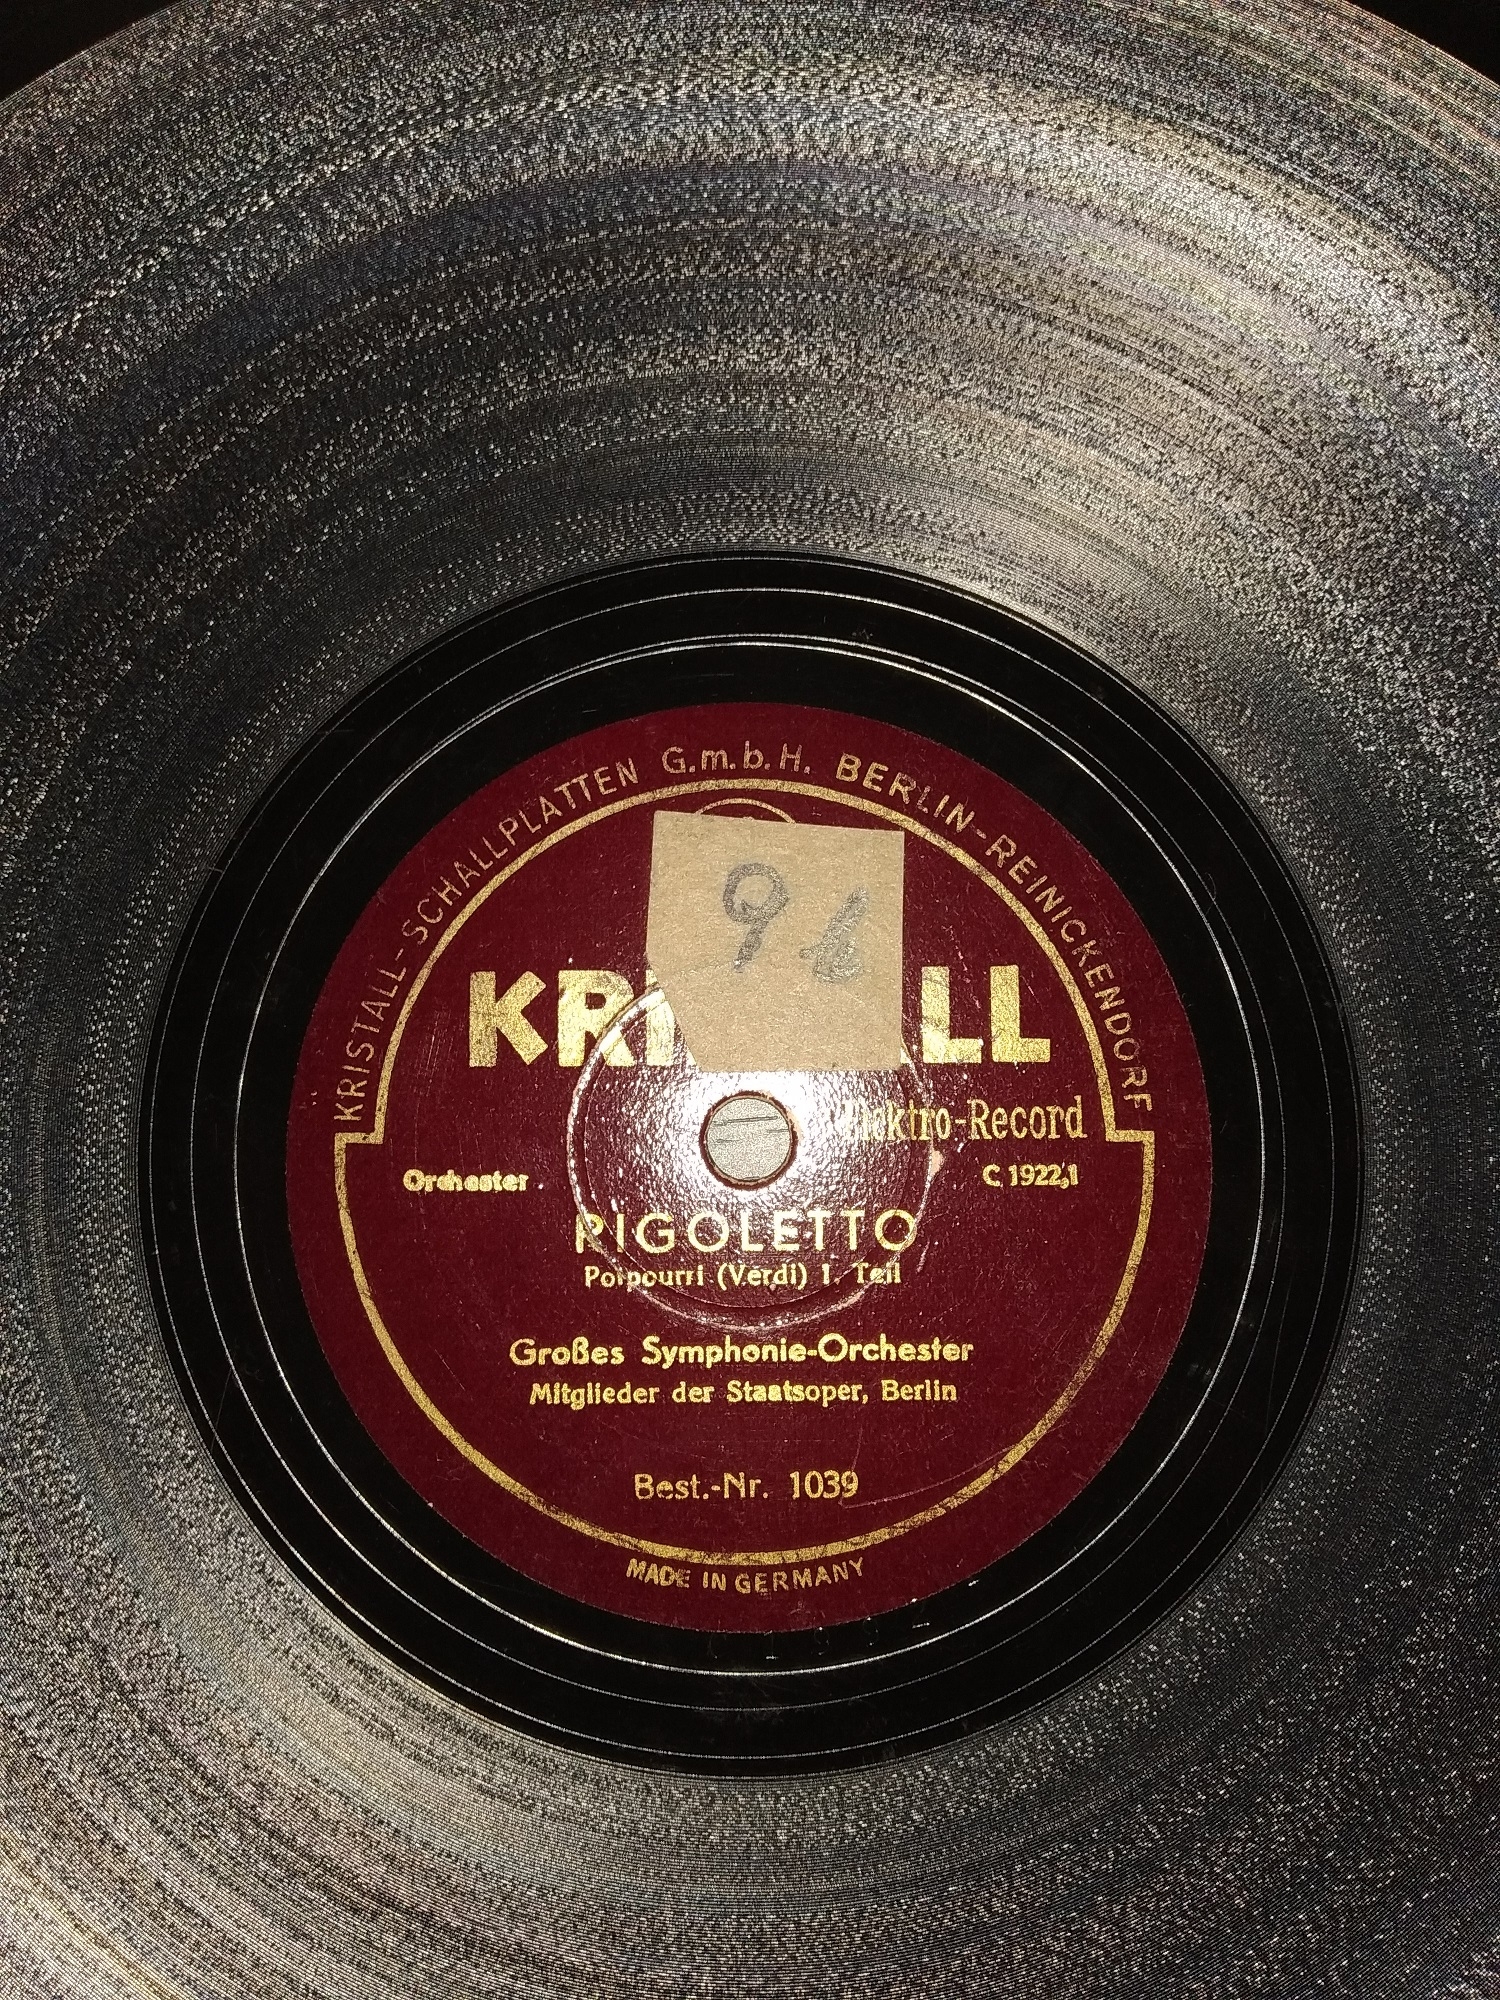 KRISTALL-SCHALLPLATTEN G.m.b.H. BERLIN-REINICKENDORF
Elektro-Record
Orchester
C 1922,1
RIGOLETTO
Potpourri (Verdi) 1. Teil
Großes Symphonie-Orchester
Mitglieder der Staatsoper, Berlin
Best.-Nr. 1039
MADE IN GERMANY